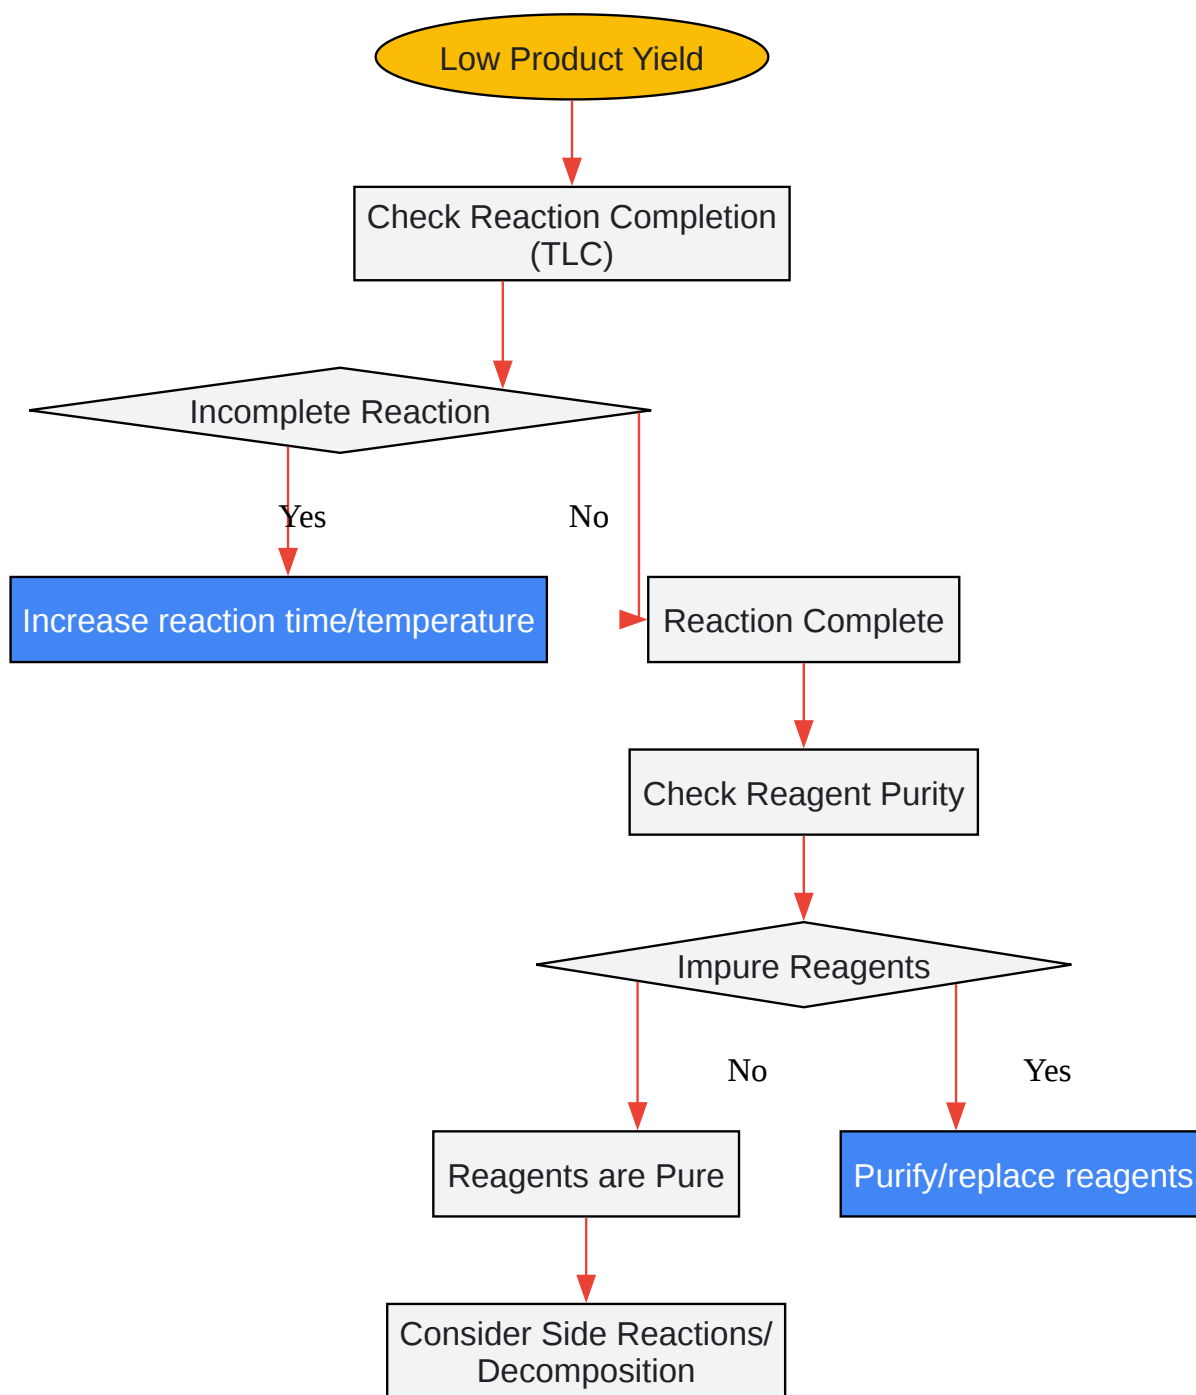 Low Product Yield
Check Reaction Completion
(TLC)
Incomplete Reaction
Yes
No
Increase reaction time/temperature
Reaction Complete
Check Reagent Purity
Impure Reagents
No
Yes
Reagents are Pure
Purify/replace reagents
Consider Side Reactions/
Decomposition